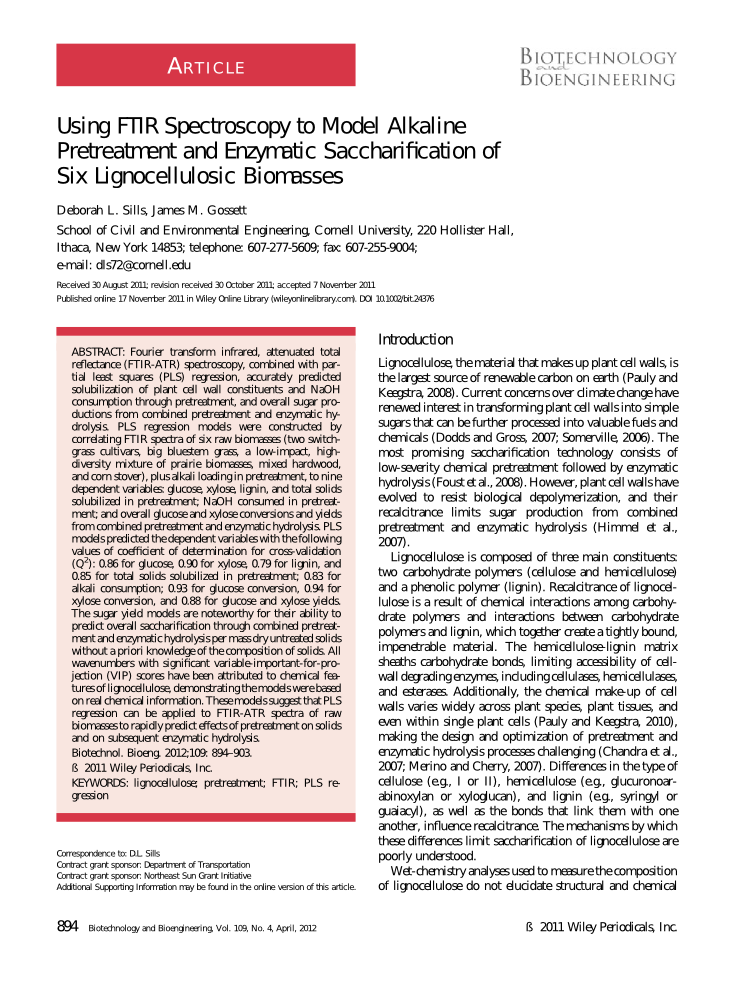 ARTICLE
BIOTECHNOLOGY
and
BIOENGINEERING
Using FTIR Spectroscopy to Model Alkaline
Pretreatment and Enzymatic Saccharification of
Six Lignocellulosic Biomasses
Deborah L. Sills, James M. Gossett
School of Civil and Environmental Engineering, Cornell University, 220 Hollister Hall,
Ithaca, New York 14853; telephone: 607-277-5609; fax: 607-255-9004;
e-mail: dls72@cornell.edu
Received 30 August 2011; revision received 30 October 2011; accepted 7 November 2011
Published online 17 November 2011 in Wiley Online Library (wileyonlinelibrary.com). DOI 10.1002/bit.24376
ABSTRACT: Fourier transform infrared, attenuated total
reflectance (FTIR-ATR) spectroscopy, combined with par-
tial least squares (PLS) regression, accurately predicted
solubilization of plant cell wall constituents and NaOH
consumption through pretreatment, and overall sugar pro-
ductions from combined pretreatment and enzymatic hy-
drolysis. PLS regression models were constructed by
correlating FTIR spectra of six raw biomasses (two switch-
grass cultivars, big bluestem grass, a low-impact, high-
diversity mixture of prairie biomasses, mixed hardwood,
and corn stover), plus alkali loading in pretreatment, to nine
dependent variables: glucose, xylose, lignin, and total solids
solubilized in pretreatment; NaOH consumed in pretreat-
ment; and overall glucose and xylose conversions and yields
from combined pretreatment and enzymatic hydrolysis. PLS
models predicted the dependent variables with the following
values of coefficient of determination for cross-validation
(Q²): 0.86 for glucose, 0.90 for xylose, 0.79 for lignin, and
0.85 for total solids solubilized in pretreatment; 0.83 for
alkali consumption; 0.93 for glucose conversion, 0.94 for
xylose conversion, and 0.88 for glucose and xylose yields.
The sugar yield models are noteworthy for their ability to
predict overall saccharification through combined pretreat-
ment and enzymatic hydrolysis per mass dry untreated solids
without a priori knowledge of the composition of solids. All
wavenumbers with significant variable-important-for-pro-
jection (VIP) scores have been attributed to chemical fea-
tures of lignocellulose, demonstrating the models were based
on real chemical information. These models suggest that PLS
regression can be applied to FTIR-ATR spectra of raw
biomasses to rapidly predict effects of pretreatment on solids
and on subsequent enzymatic hydrolysis.
Biotechnol. Bioeng. 2012;109: 894–903.
ß 2011 Wiley Periodicals, Inc.
KEYWORDS: lignocellulose; pretreatment; FTIR; PLS re-
gression
Correspondence to: D.L. Sills
Contract grant sponsor: Department of Transportation
Contract grant sponsor: Northeast Sun Grant Initiative
Additional Supporting Information may be found in the online version of this article.
Introduction
Lignocellulose, the material that makes up plant cell walls, is
the largest source of renewable carbon on earth (Pauly and
Keegstra, 2008). Current concerns over climate change have
renewed interest in transforming plant cell walls into simple
sugars that can be further processed into valuable fuels and
chemicals (Dodds and Gross, 2007; Somerville, 2006). The
most promising saccharification technology consists of
low-severity chemical pretreatment followed by enzymatic
hydrolysis (Foust et al., 2008). However, plant cell walls have
evolved to resist biological depolymerization, and their
recalcitrance limits sugar production from combined
pretreatment and enzymatic hydrolysis (Himmel et al.,
2007).
Lignocellulose is composed of three main constituents:
two carbohydrate polymers (cellulose and hemicellulose)
and a phenolic polymer (lignin). Recalcitrance of lignocel-
lulose is a result of chemical interactions among carbohy-
drate polymers and interactions between carbohydrate
polymers and lignin, which together create a tightly bound,
impenetrable material. The hemicellulose-lignin matrix
sheaths carbohydrate bonds, limiting accessibility of cell-
wall degrading enzymes, including cellulases, hemicellulases,
and esterases. Additionally, the chemical make-up of cell
walls varies widely across plant species, plant tissues, and
even within single plant cells (Pauly and Keegstra, 2010),
making the design and optimization of pretreatment and
enzymatic hydrolysis processes challenging (Chandra et al.,
2007; Merino and Cherry, 2007). Differences in the type of
cellulose (e.g., I or II), hemicellulose (e.g., glucuronoar-
abinoxylan or xyloglucan), and lignin (e.g., syringyl or
guaiacyl), as well as the bonds that link them with one
another, influence recalcitrance. The mechanisms by which
these differences limit saccharification of lignocellulose are
poorly understood.
Wet-chemistry analyses used to measure the composition
of lignocellulose do not elucidate structural and chemical
894 Biotechnology and Bioengineering, Vol. 109, No. 4, April, 2012
ß 2011 Wiley Periodicals, Inc.